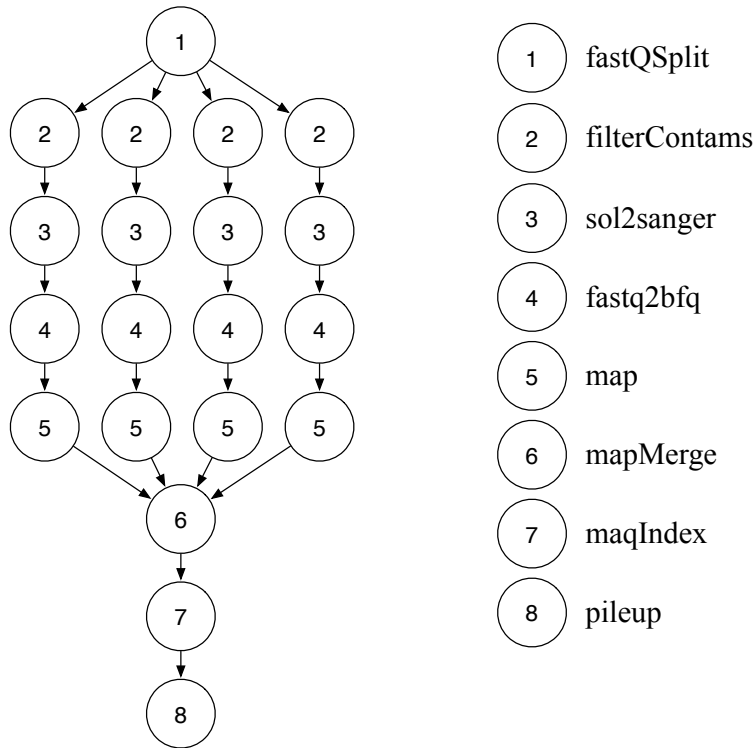 1
2 2 2 2
3 3 3 3
4 4 4 4
5 5 5 5
6
7
8
1 fastQSplit
2 filterContams
3 sol2sanger
4 fastq2bfq
5 map
6 mapMerge
7 maqIndex
8 pileup